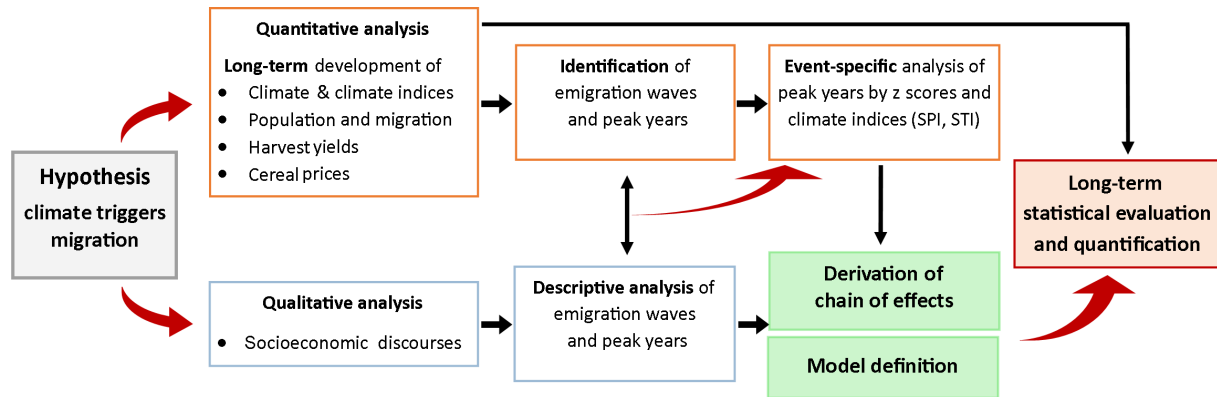 Hypothesis
climate triggers
migration
Quantitative analysis
Long-term development of
• Climate & climate indices
• Population and migration
• Harvest yields
• Cereal prices
Identification of
emigration waves
and peak years
Event-specific analysis of
peak years by z scores and
climate indices (SPI, STI)
Qualitative analysis
• Socioeconomic discourses
Descriptive analysis of
emigration waves
and peak years
Derivation of
chain of effects
Model definition
Long-term
statistical evaluation
and quantification